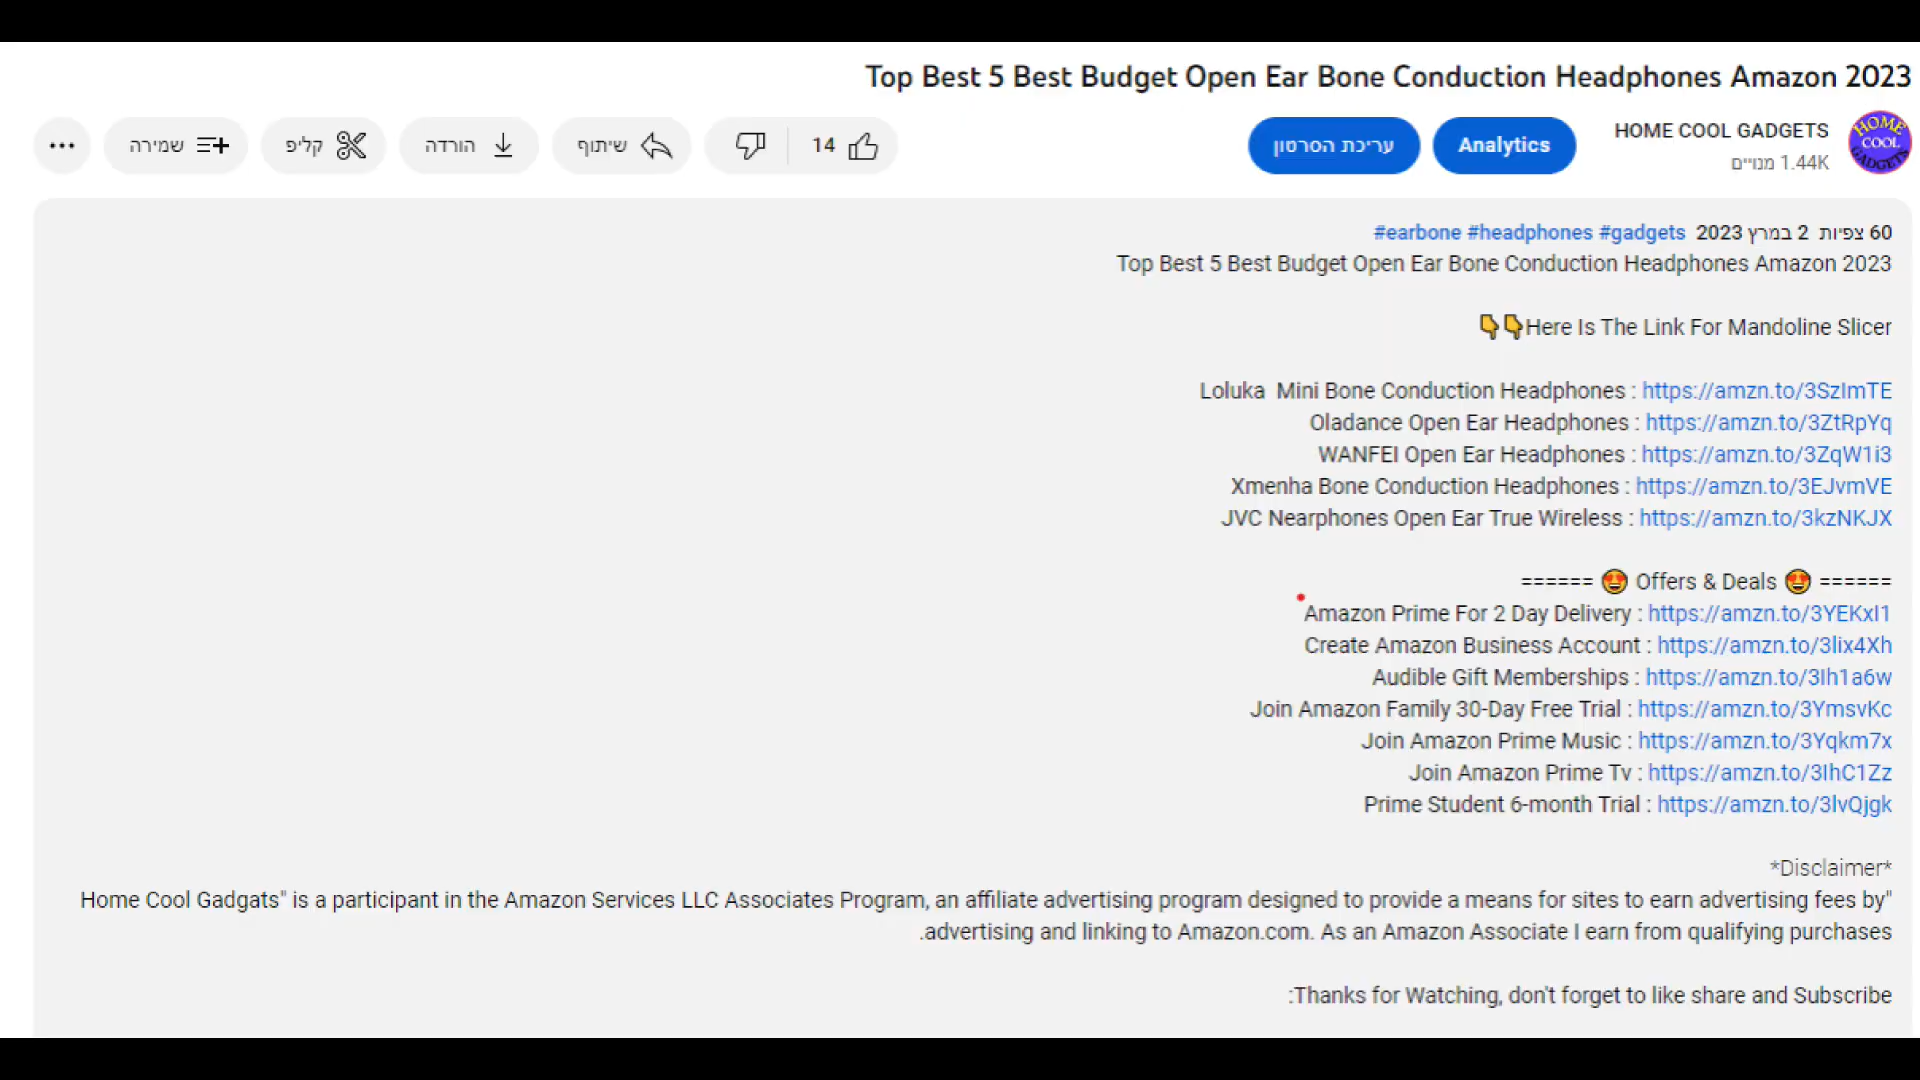 Top Best 5 Best Budget Open Ear Bone Conduction Headphones Amazon 2023
HOME COOL GADGETS
HOME COOL GADGETS
1.44K מנויים
Analytics
עריכת הסרטון
14
שיתוף
הורדה
קליפ
שמירה
60 צפיות 2 במרץ 2023 #earbone #headphones #gadgets
Top Best 5 Best Budget Open Ear Bone Conduction Headphones Amazon 2023
👇👇Here Is The Link For Mandoline Slicer
Loluka Mini Bone Conduction Headphones : https://amzn.to/3SzImTE
Oladance Open Ear Headphones : https://amzn.to/3ZtRpYq
WANFEI Open Ear Headphones : https://amzn.to/3ZqW1i3
Xmenha Bone Conduction Headphones : https://amzn.to/3EJvmVE
JVC Nearphones Open Ear True Wireless : https://amzn.to/3kzNKJX
====== 😍 Offers & Deals 😍 ======
Amazon Prime For 2 Day Delivery : https://amzn.to/3YEKxI1
Create Amazon Business Account : https://amzn.to/3lix4Xh
Audible Gift Memberships : https://amzn.to/3Ih1a6w
Join Amazon Family 30-Day Free Trial : https://amzn.to/3YmsvKc
Join Amazon Prime Music : https://amzn.to/3Yqkm7x
Join Amazon Prime Tv : https://amzn.to/3IhC1Zz
Prime Student 6-month Trial : https://amzn.to/3lvQjgk
*Disclaimer*
"Home Cool Gadgats" is a participant in the Amazon Services LLC Associates Program, an affiliate advertising program designed to provide a means for sites to earn advertising fees by
advertising and linking to Amazon.com. As an Amazon Associate I earn from qualifying purchases.
Thanks for Watching, don't forget to like share and Subscribe: